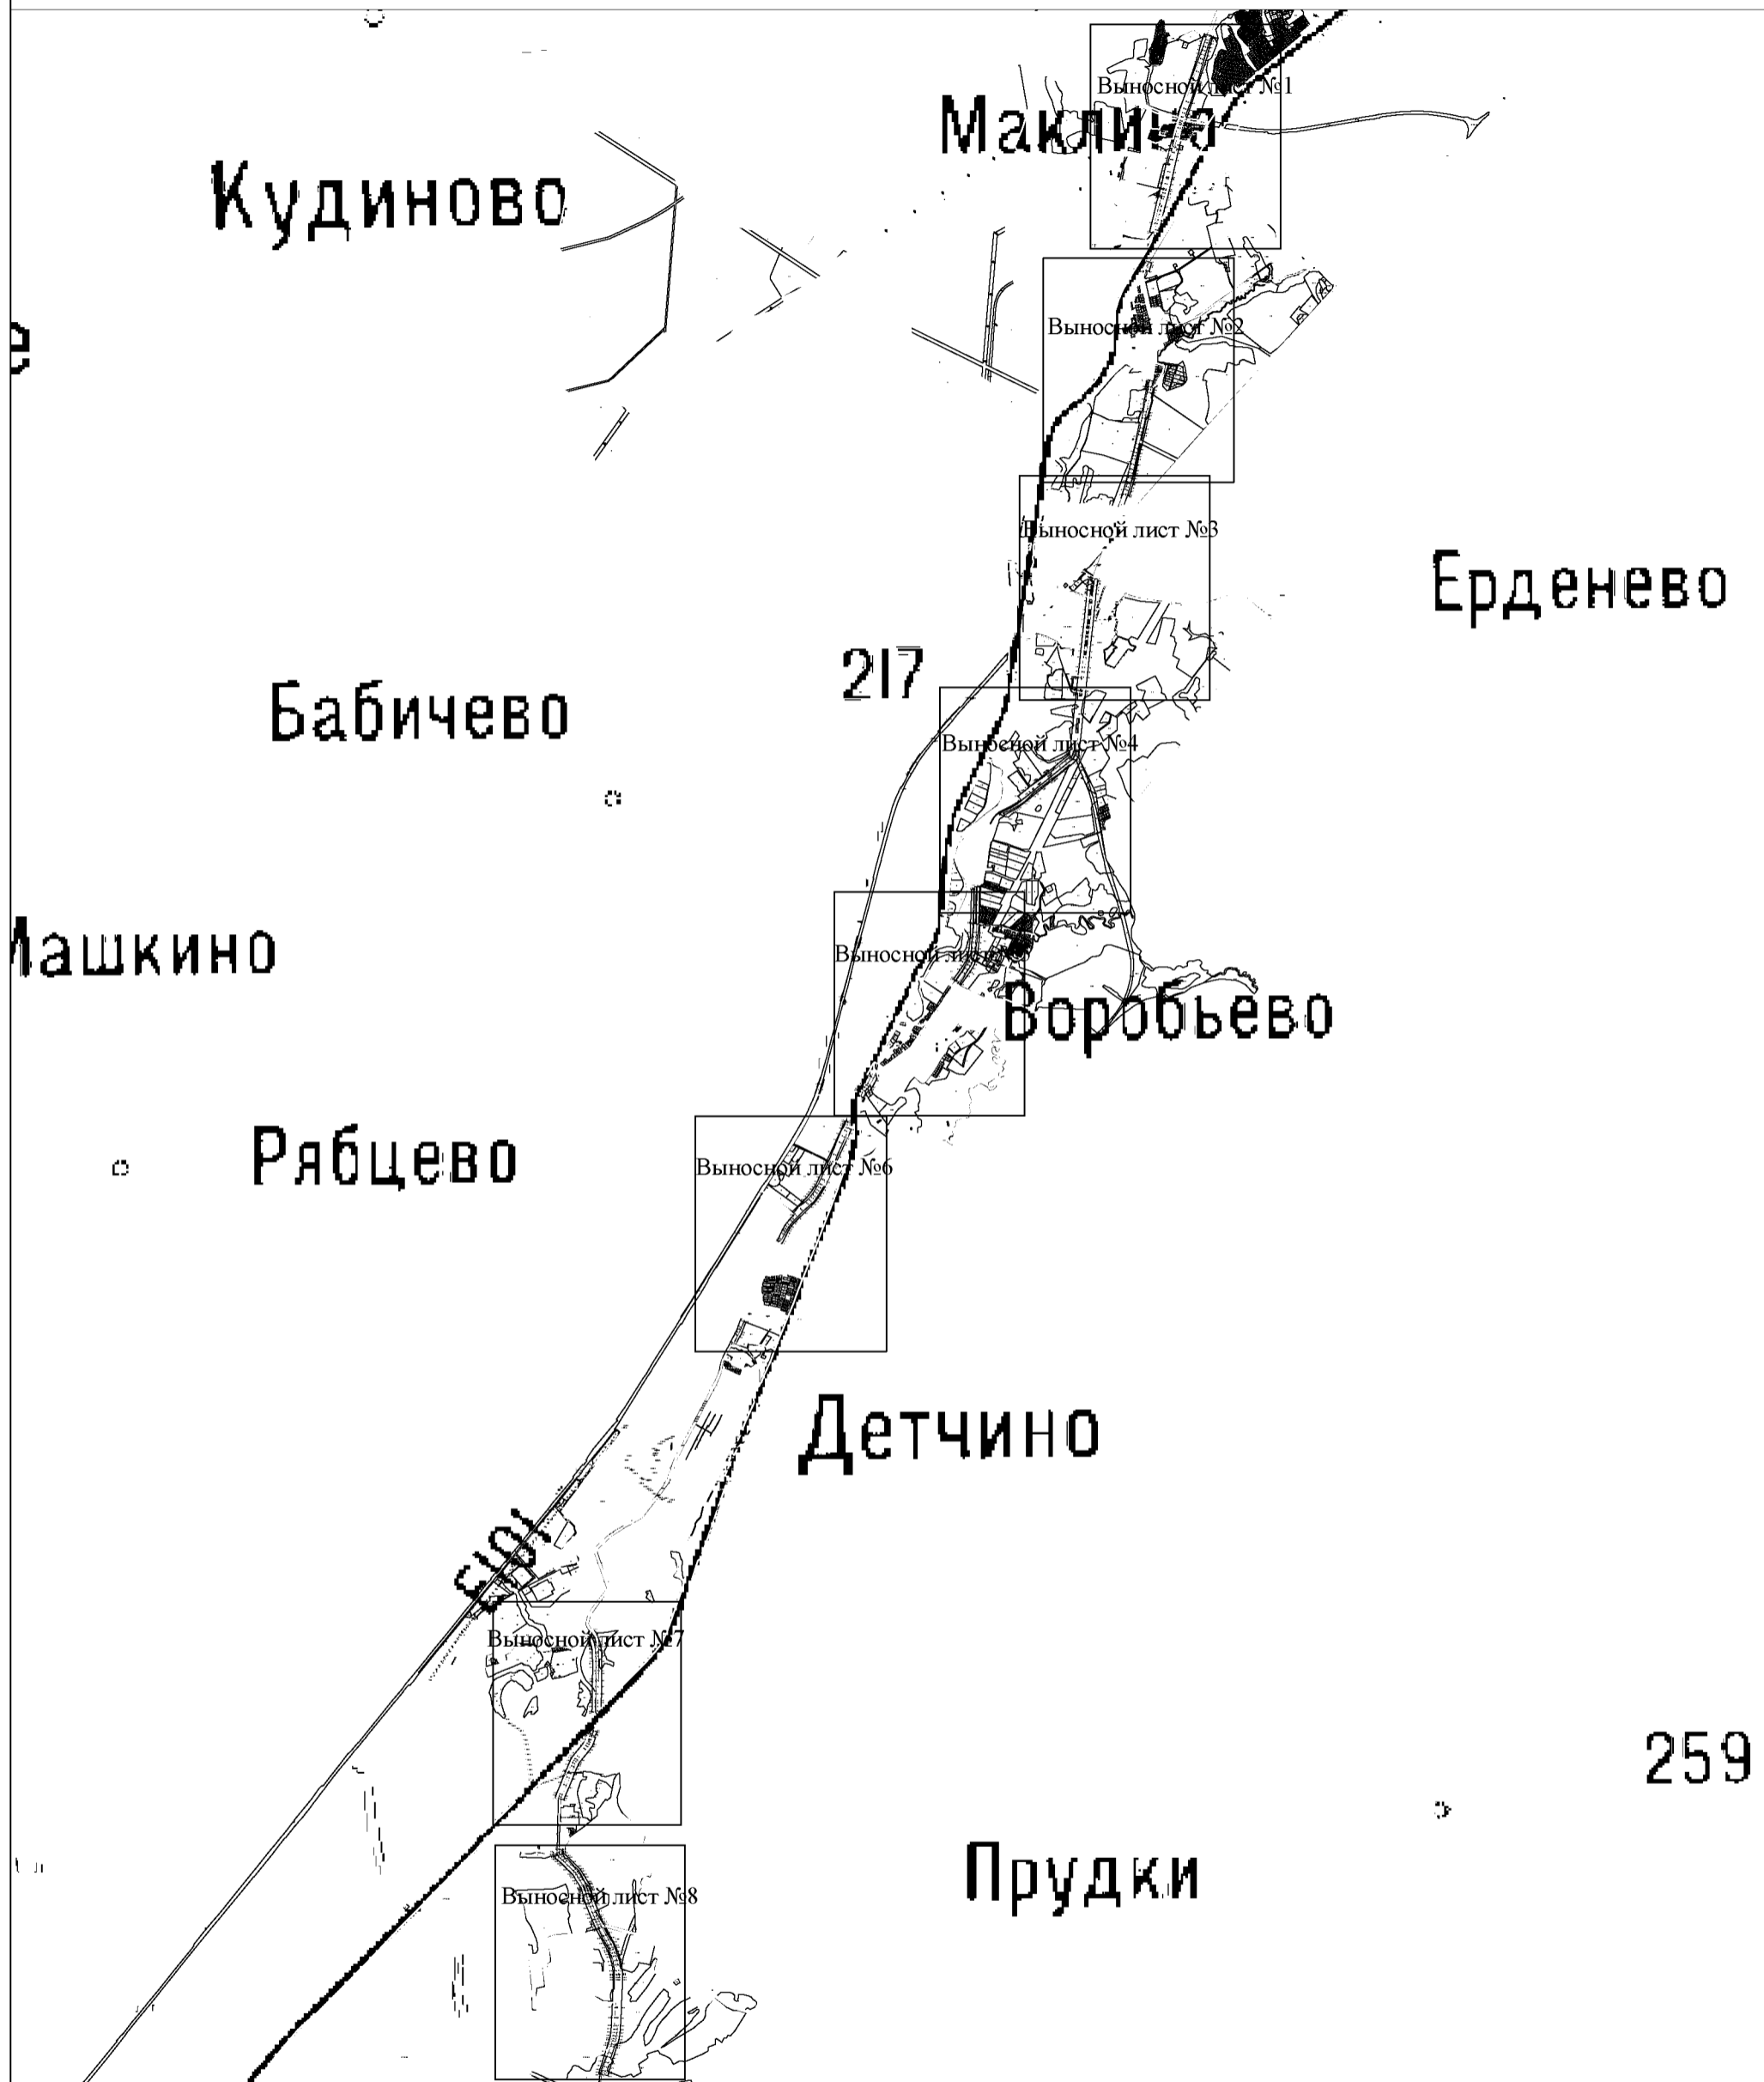 Выносной лист №1
Маклино
Кудиново
Выносной лист №2
е
Выносной лист №3
Ерденево
217
Бабичево
Выносной лист №4
Машкино
Выносной лист
Воробьево
Рябцево
Выносной лист №6
Детчино
Выносной лист №7
259
Прудки
Выносной лист №8